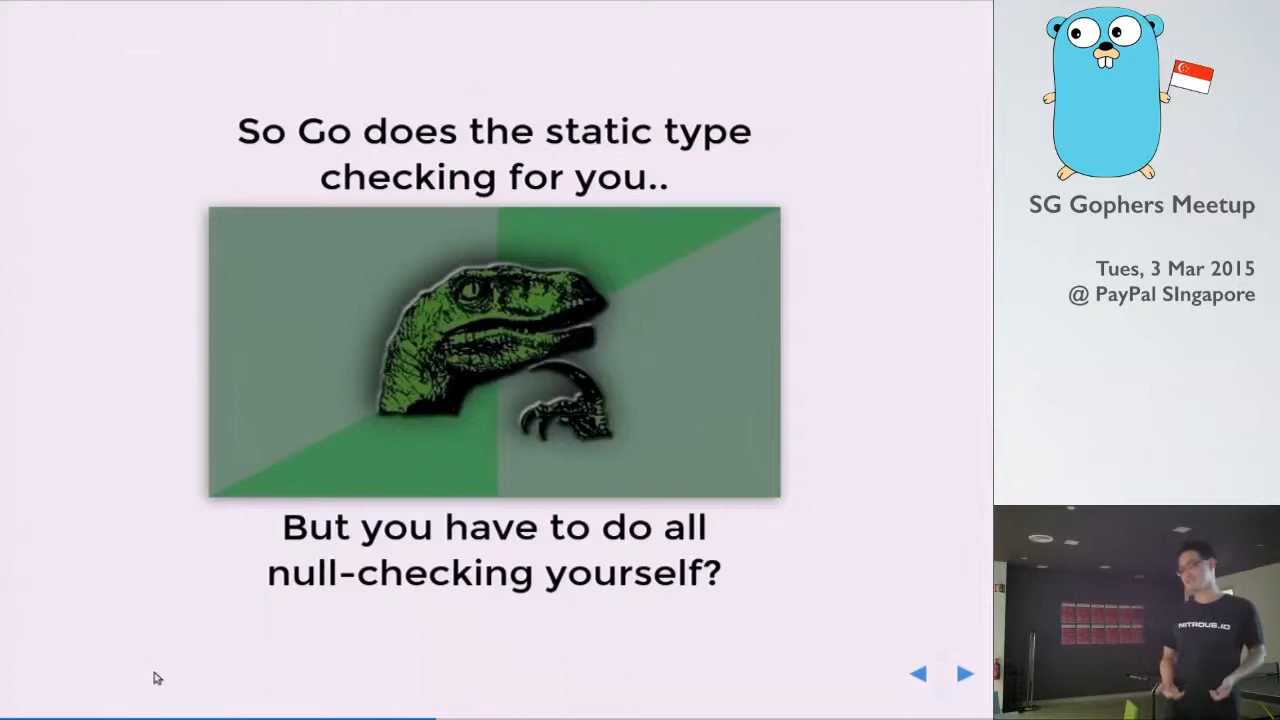 So Go does the static type
checking for you..
But you have to do all
null-checking yourself?
SG Gophers Meetup
Tues, 3 Mar 2015
@ PayPal SIngapore
NITROUS.IO